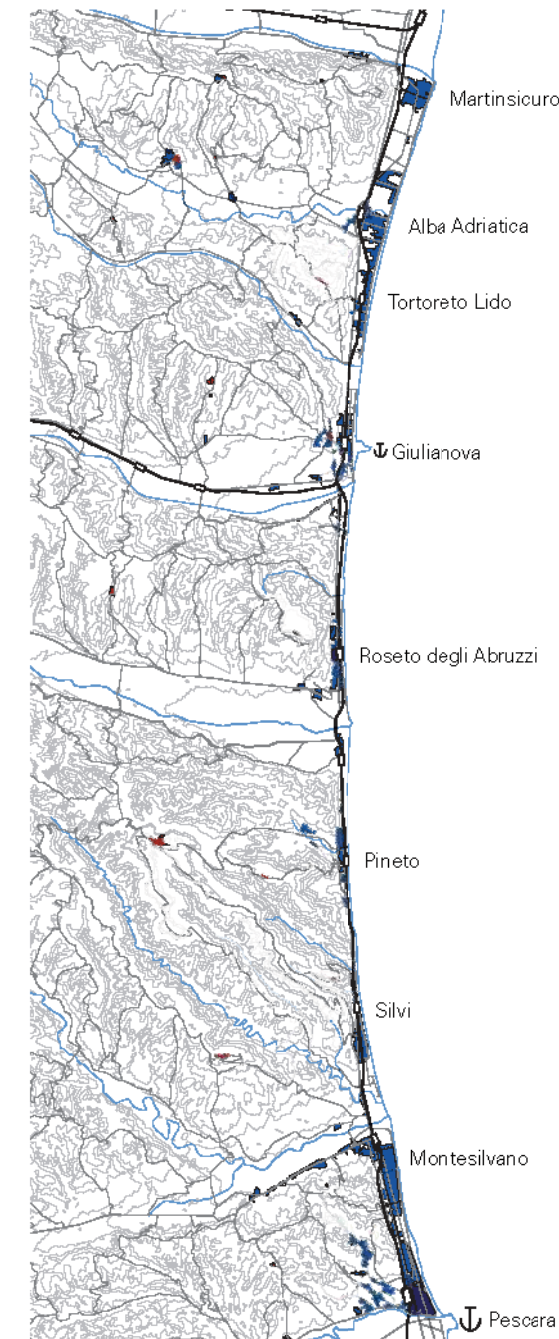 Martinsicuro
Alba Adriatica
Tortoreto Lido
Giulianova
Roseto degli Abruzzi
Pineto
Silvi
Montesilvano
Pescara